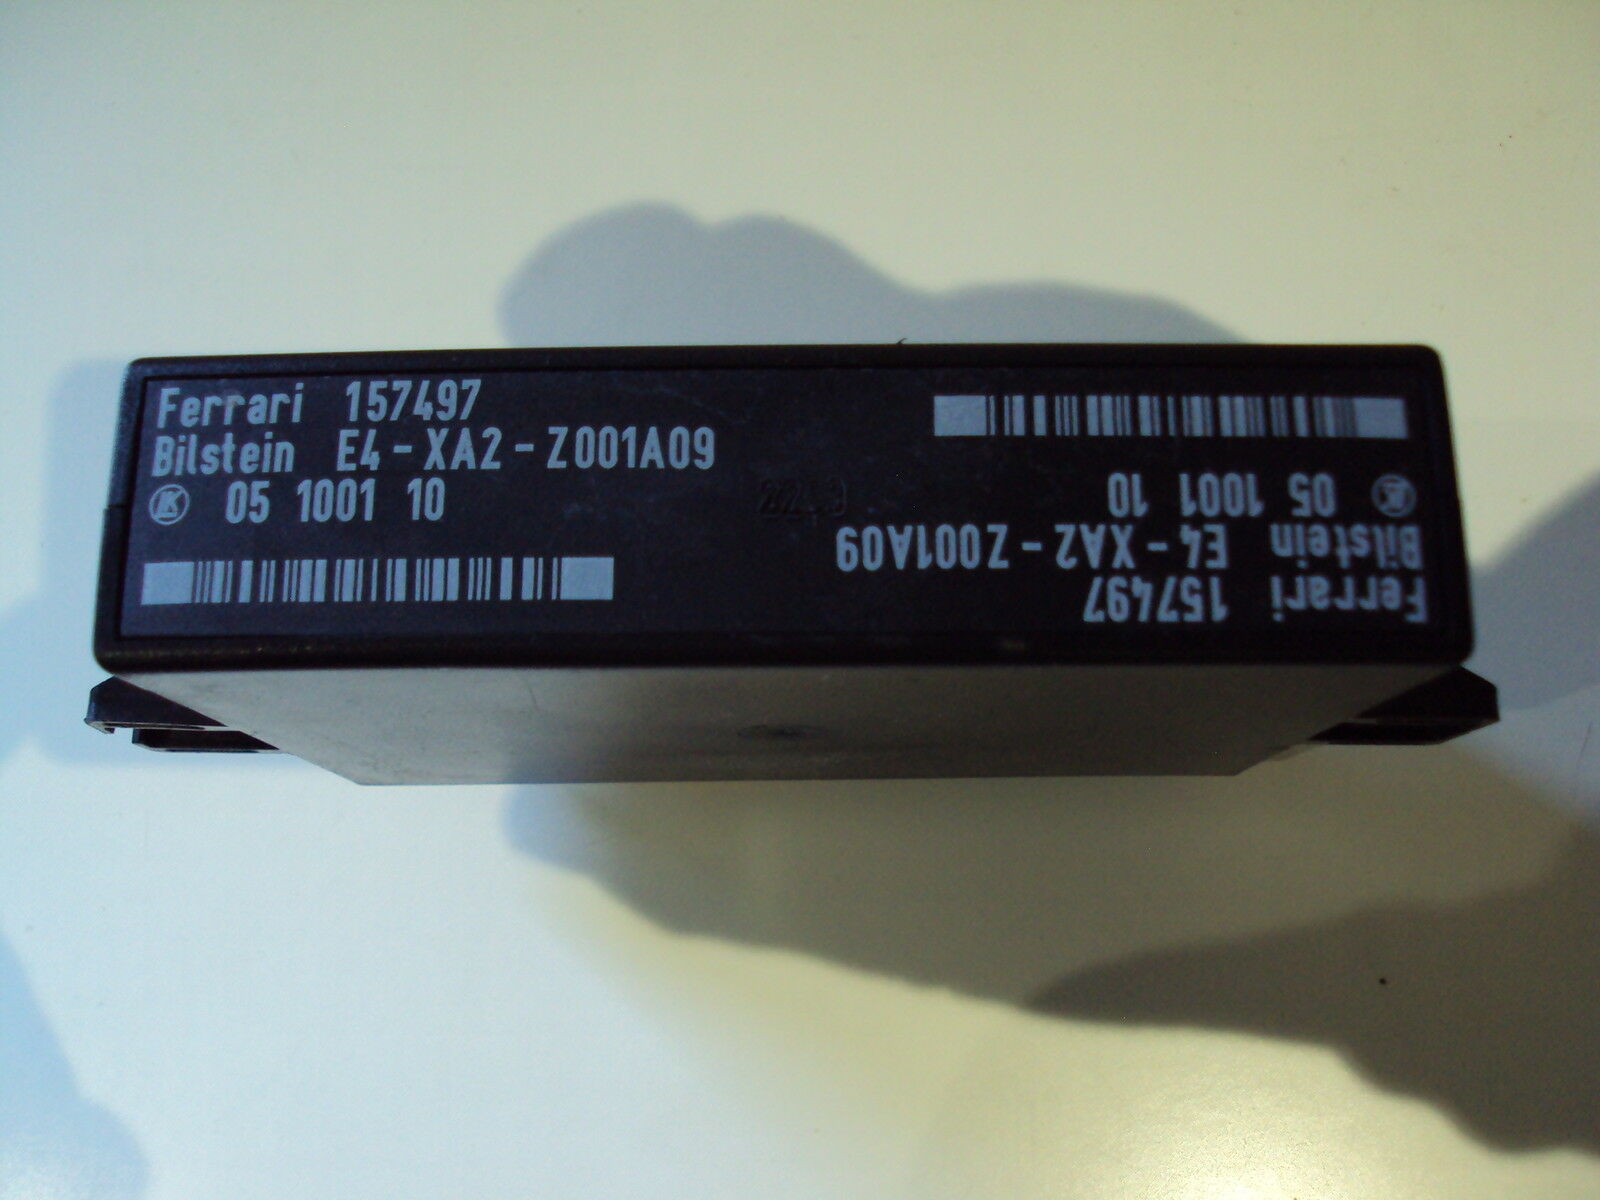 Ferrari 157497
Bilstein E4-XA2-Z001A09
05 1001 10
Ferrari 157497
Bilstein E4-XA2-Z001A09
05 1001 10